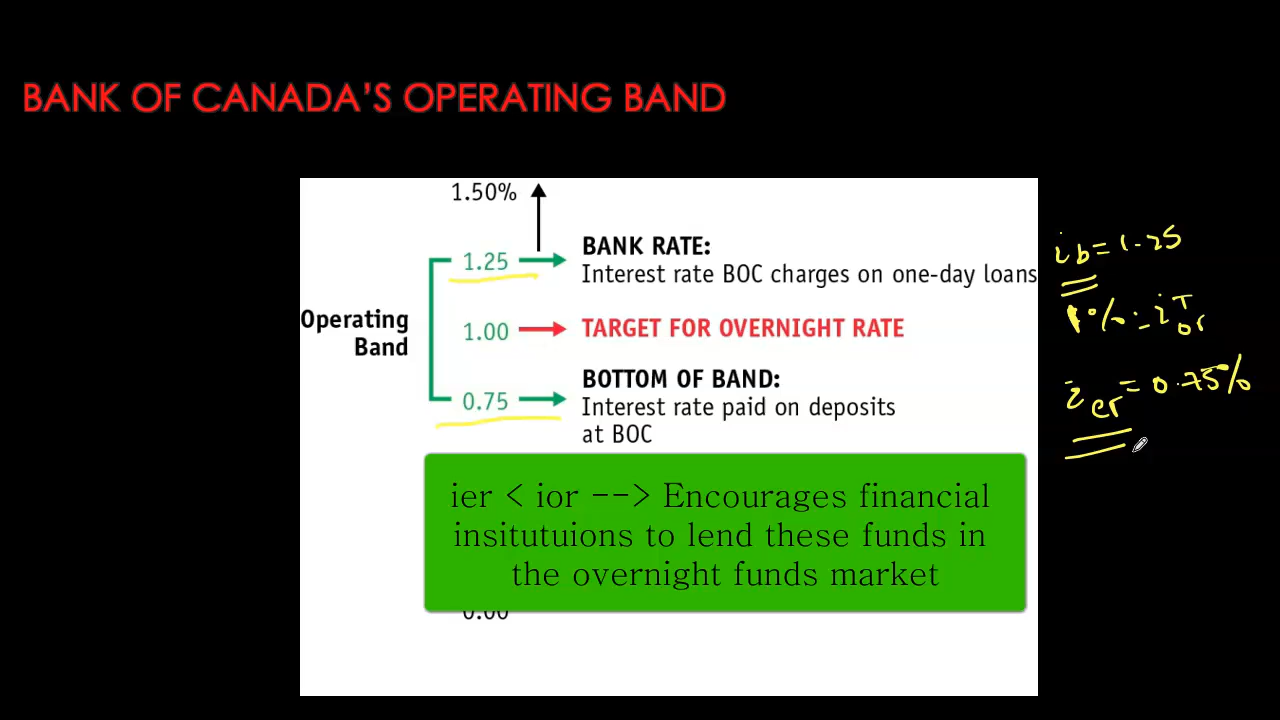 BANK OF CANADA'S OPERATING BAND
1.50%
1.25
BANK RATE:
Interest rate BOC charges on one-day loans
Operating
Band
1.00
TARGET FOR OVERNIGHT RATE
0.75
BOTTOM OF BAND:
Interest rate paid on deposits
at BOC
ier < ior --> Encourages financial
insitutuions to lend these funds in
the overnight funds market
0.00
ib = 1.25
1% = i T or
i er = 0.75%